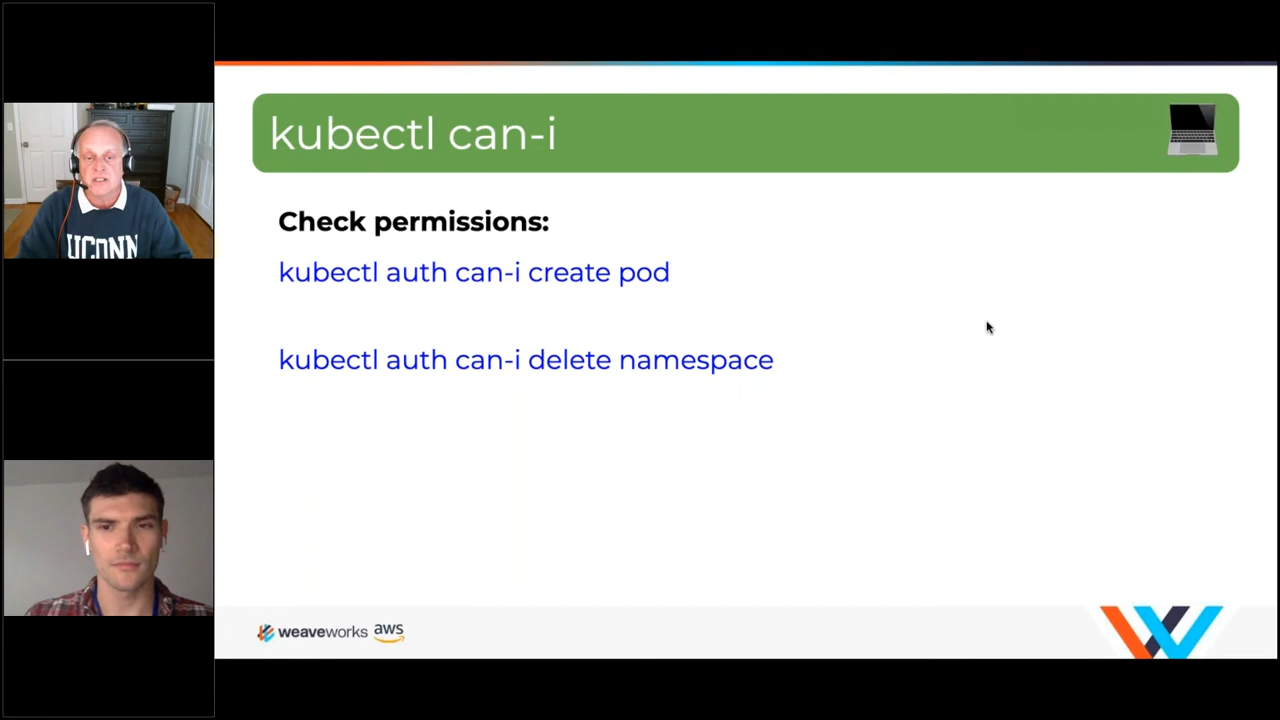 kubectl can-i
Check permissions:
kubectl auth can-i create pod
kubectl auth can-i delete namespace
UCONN
weaveworks aws